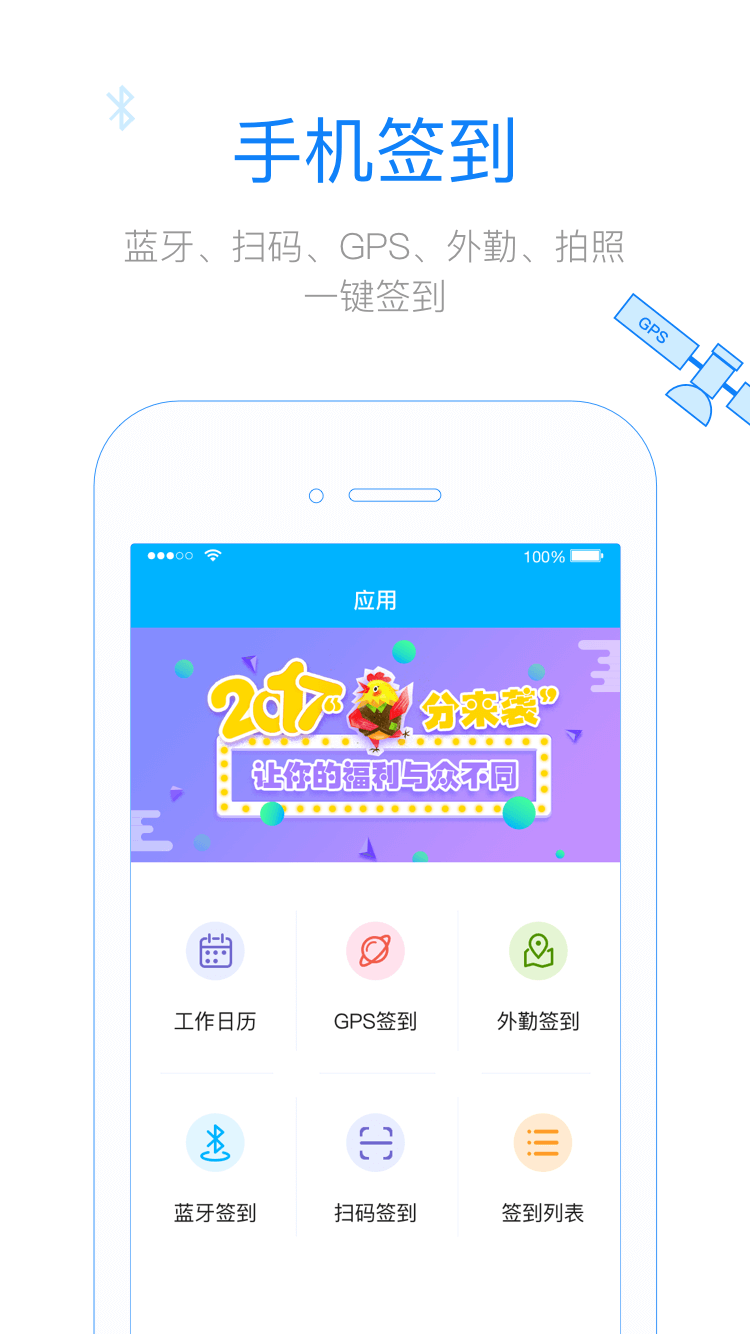 手机签到
蓝牙、扫码、GPS、外勤、拍照
一键签到
GPS
100%
应用
2017“ 分来袭”
让你的福利与众不同
工作日历
GPS签到
外勤签到
蓝牙签到
扫码签到
签到列表